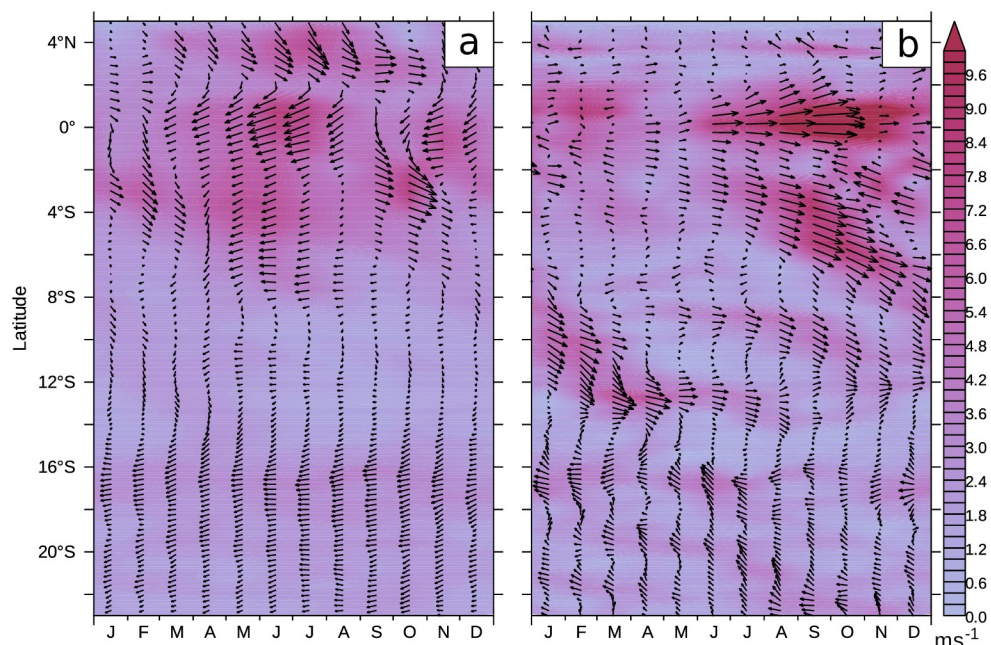 a
b
4°N
0°
4°S
8°S
12°S
16°S
20°S
Latitude
J F M A M J J A S O N D
J F M A M J J A S O N D
9.6
9.0
8.4
7.8
7.2
6.6
6.0
5.4
4.8
4.2
3.6
3.0
2.4
1.8
1.2
0.6
0.0
ms⁻¹